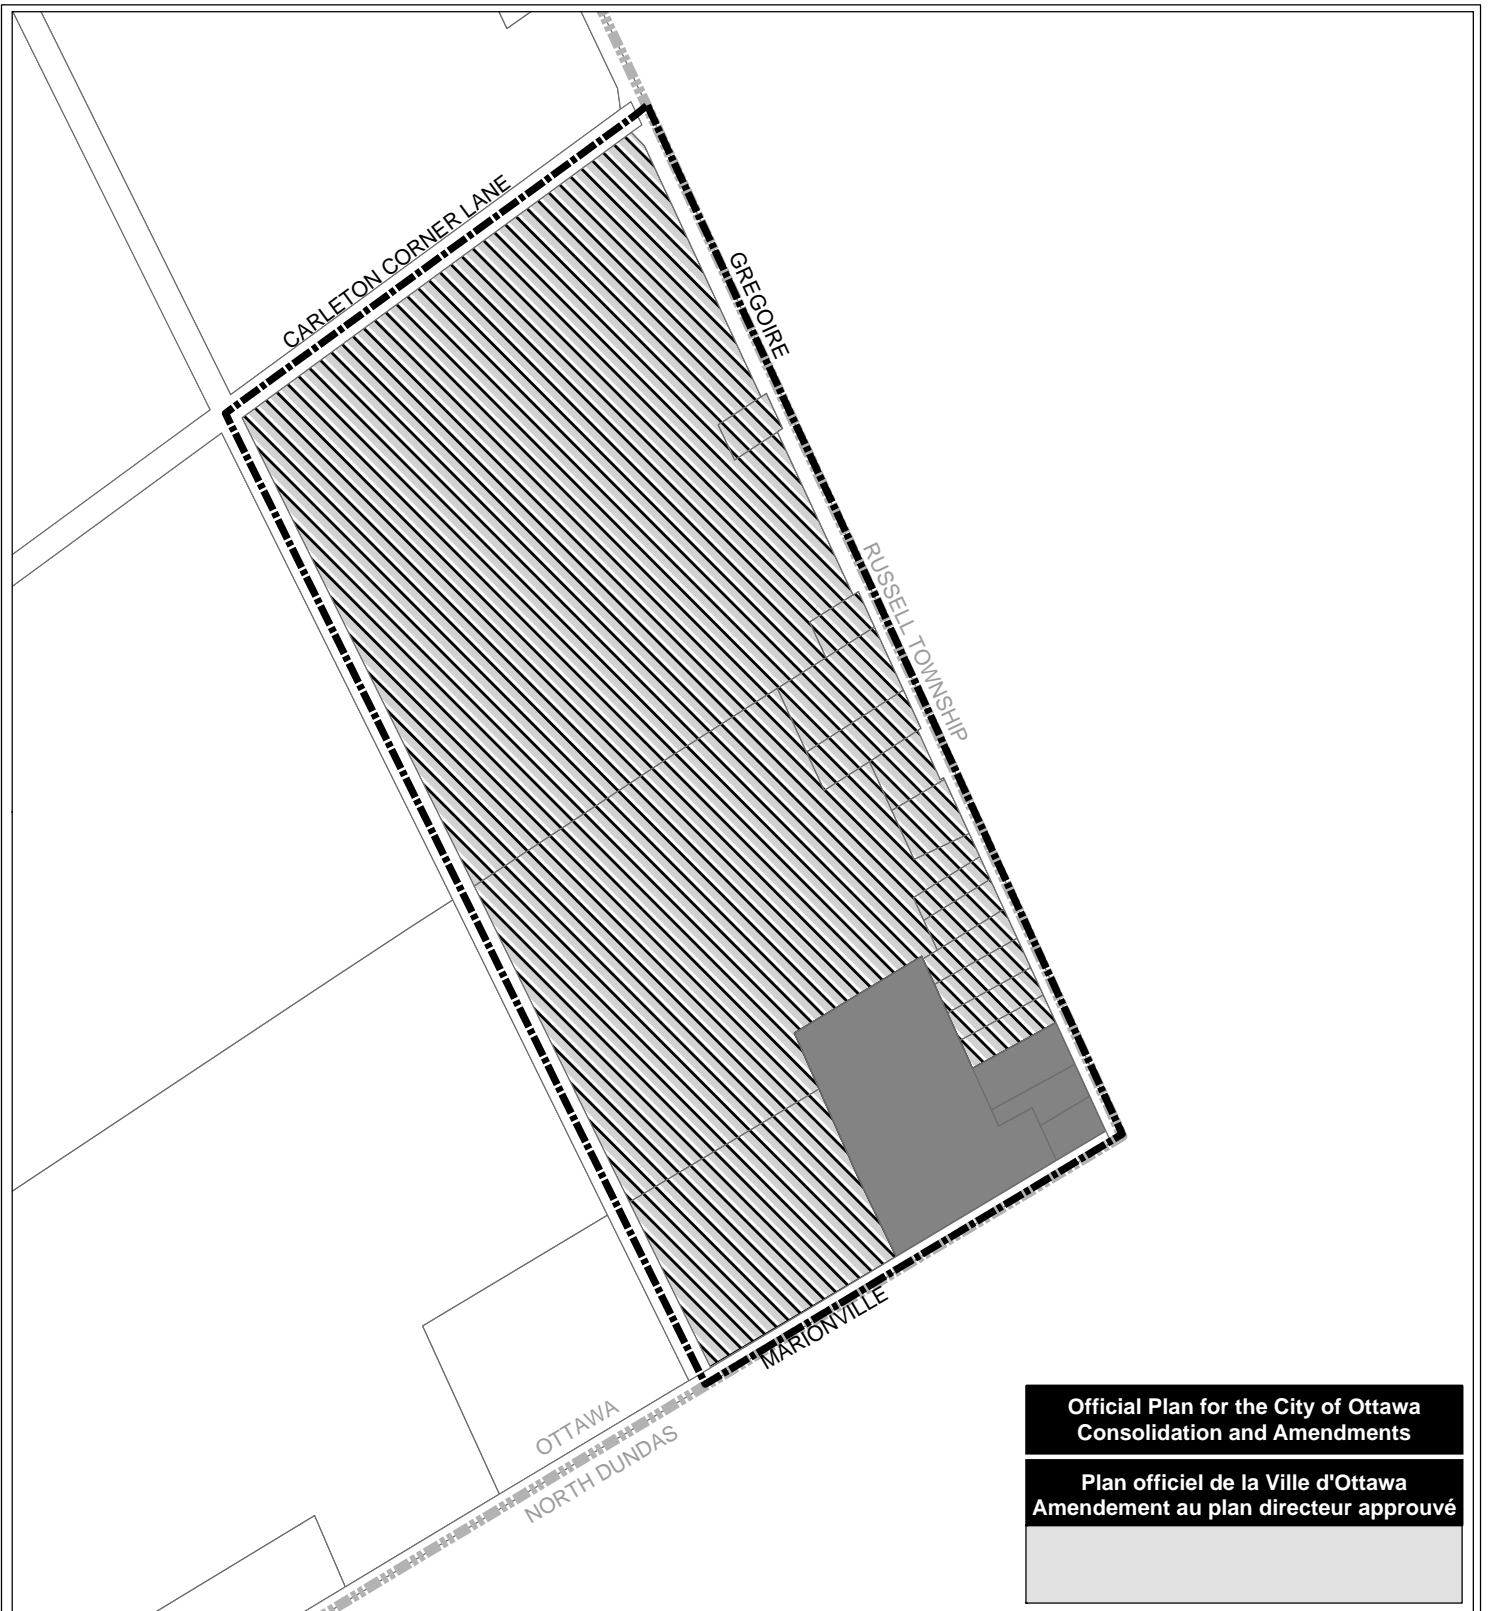 CARLETON CORNER LANE
GREGOIRE
RUSSELL TOWNSHIP
MARIONVILLE
OTTAWA
NORTH DUNDAS
Official Plan for the City of Ottawa
Consolidation and Amendments
Plan officiel de la Ville d'Ottawa
Amendement au plan directeur approuvé